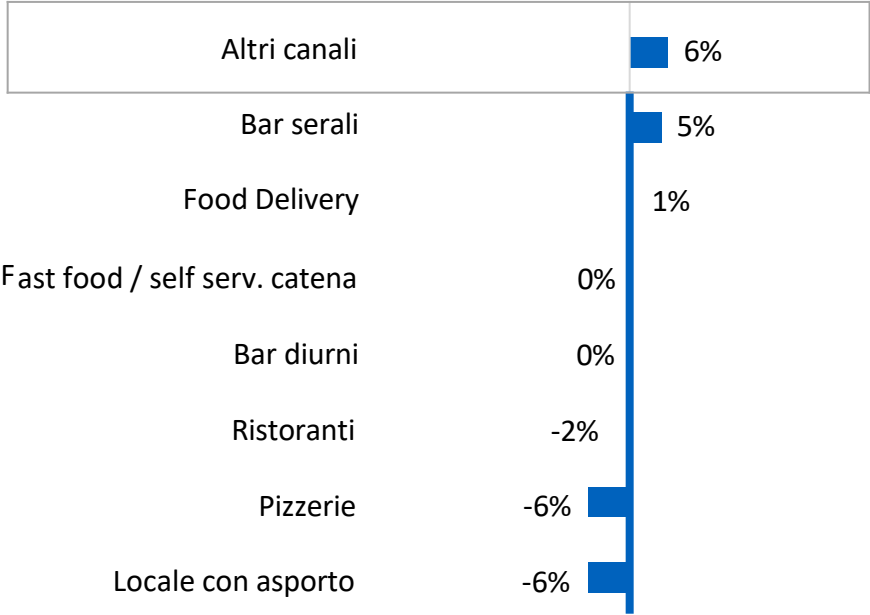 Altri canali 6%
Bar serali 5%
Food Delivery 1%
Fast food / self serv. catena 0%
Bar diurni 0%
Ristoranti -2%
Pizzerie -6%
Locale con asporto -6%